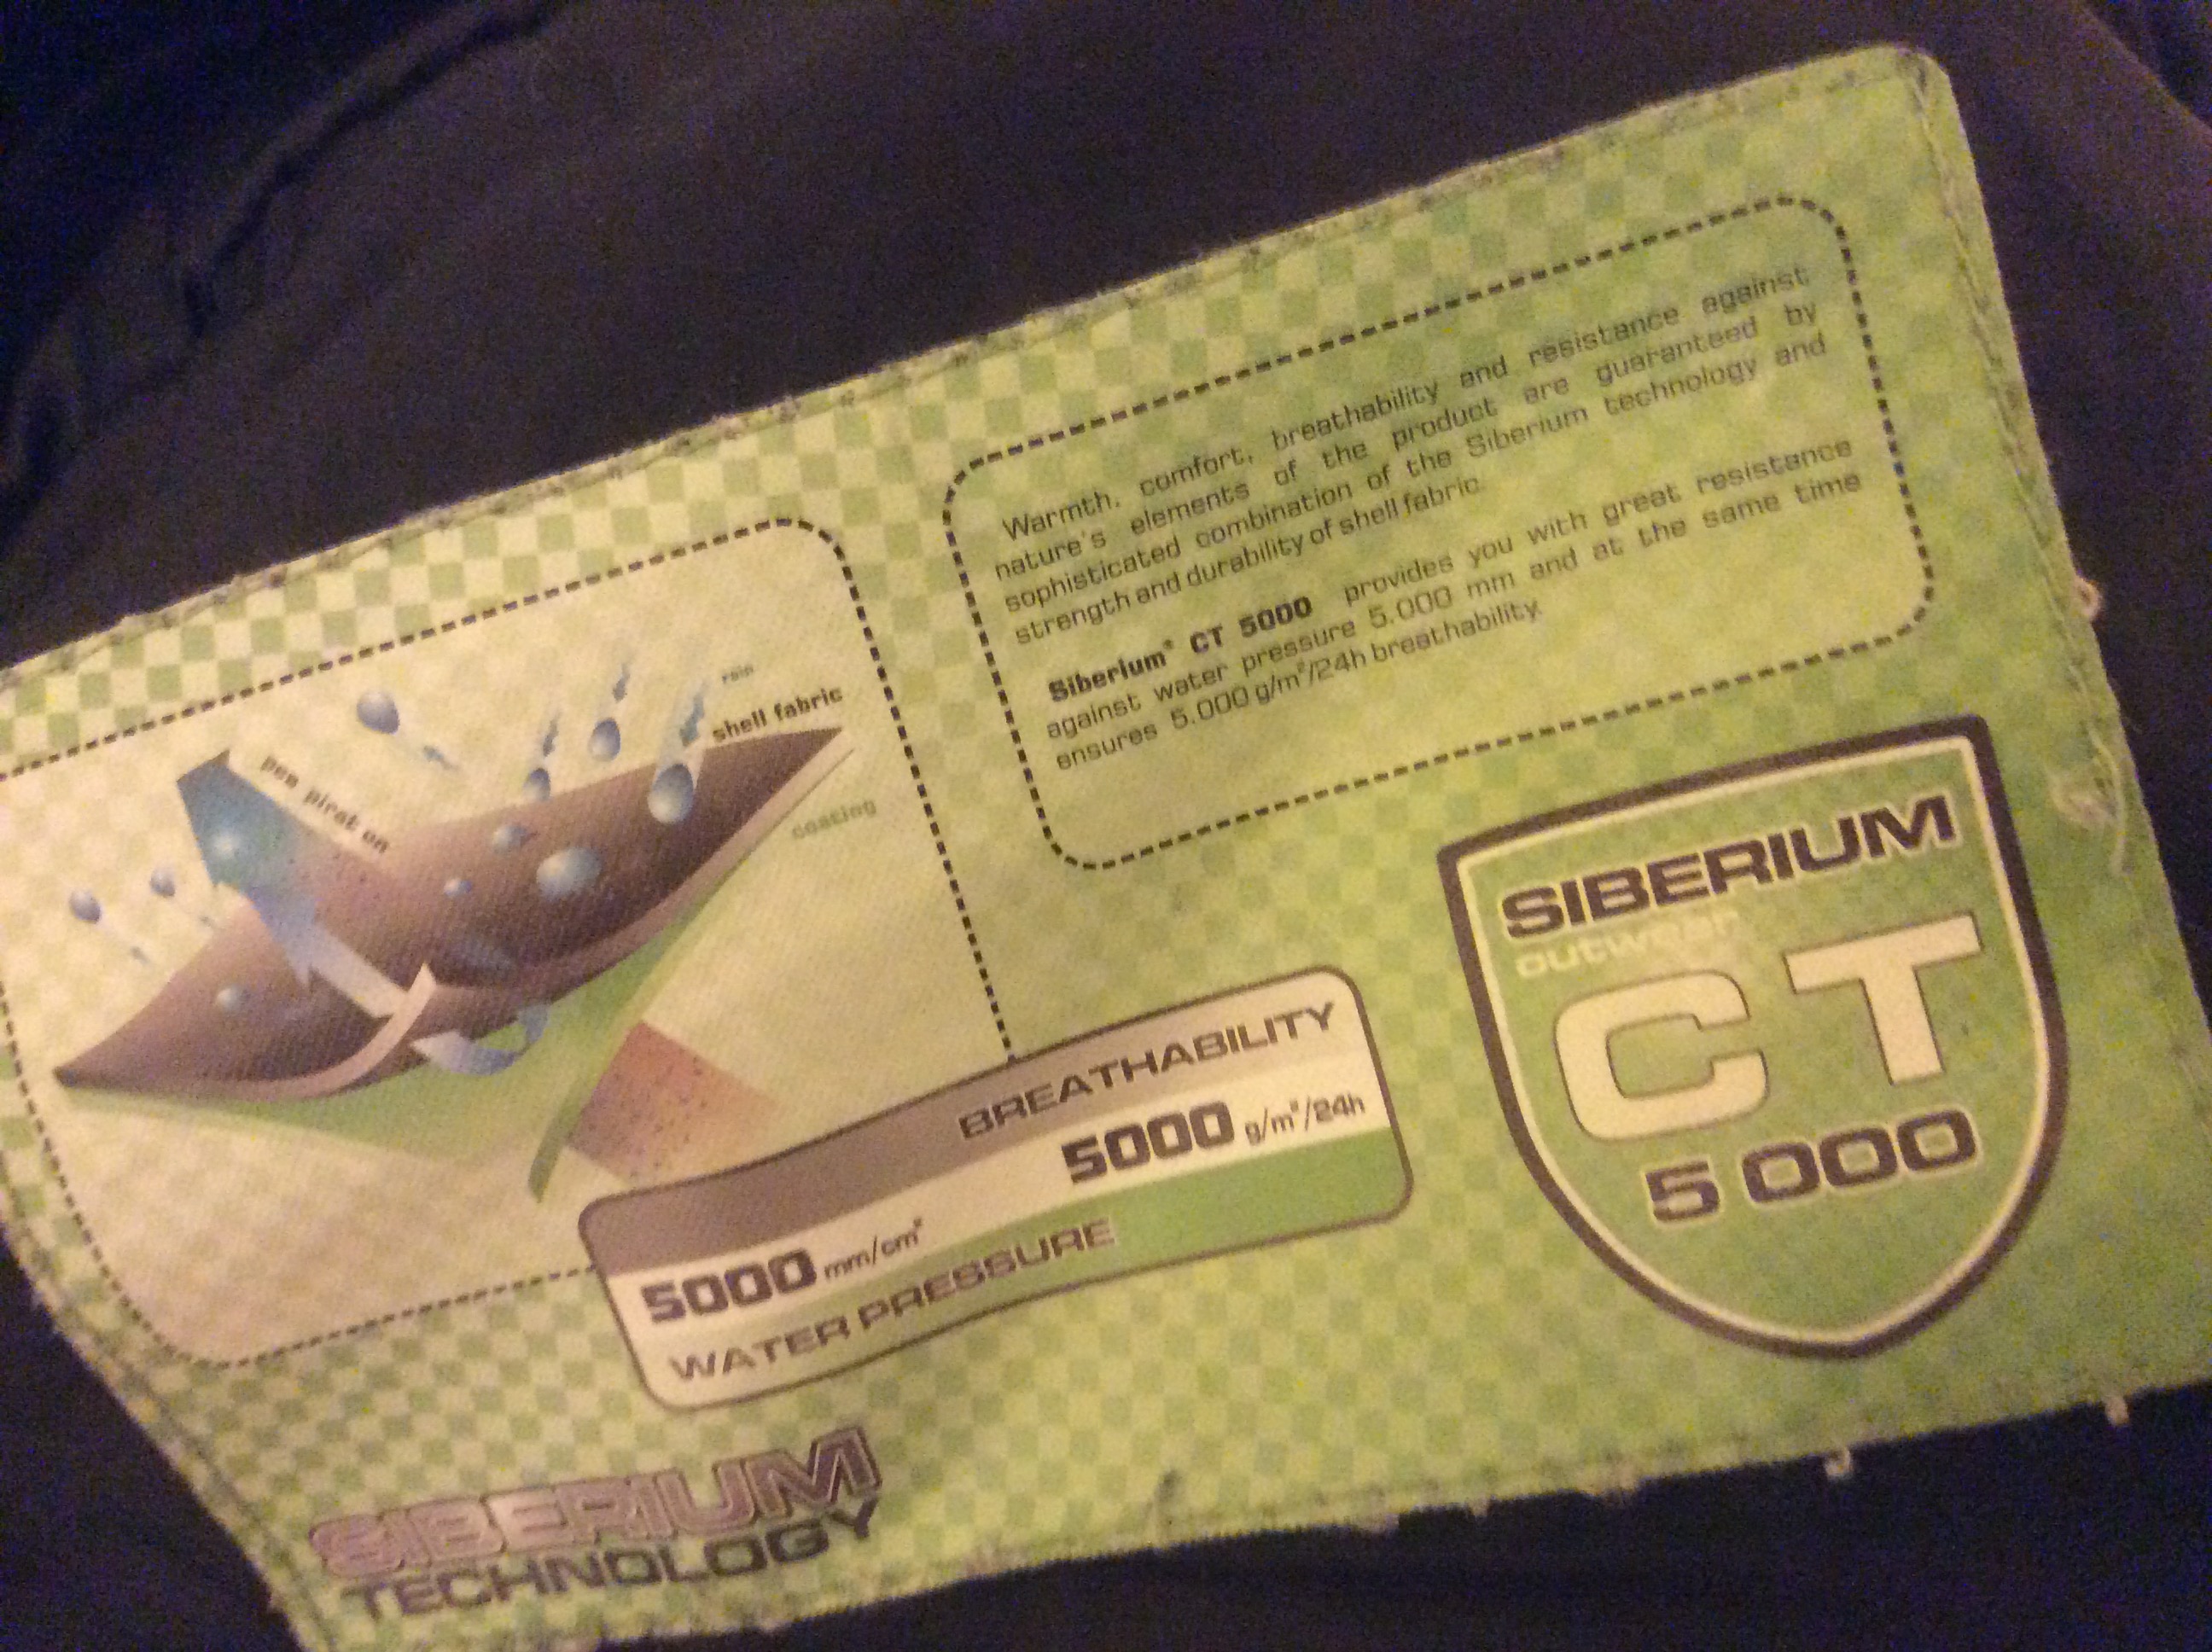 Warmth, comfort, breathability and resistance against
nature's elements of the product are guaranteed by
sophisticated combination of the Siberium technology and
strength and durability of shell fabric.
Siberium® CT 5000 provides you with great resistance
against water pressure 5.000 mm and at the same time
ensures 5.000 g/m²/24h breathability.
rain
shell fabric
coating
BREATHABILITY
5000 g/m²/24h
5000 mm/cm²
WATER PRESSURE
SIBERIUM
outwear
CT
5 000
SIBERIUM
TECHNOLOGY